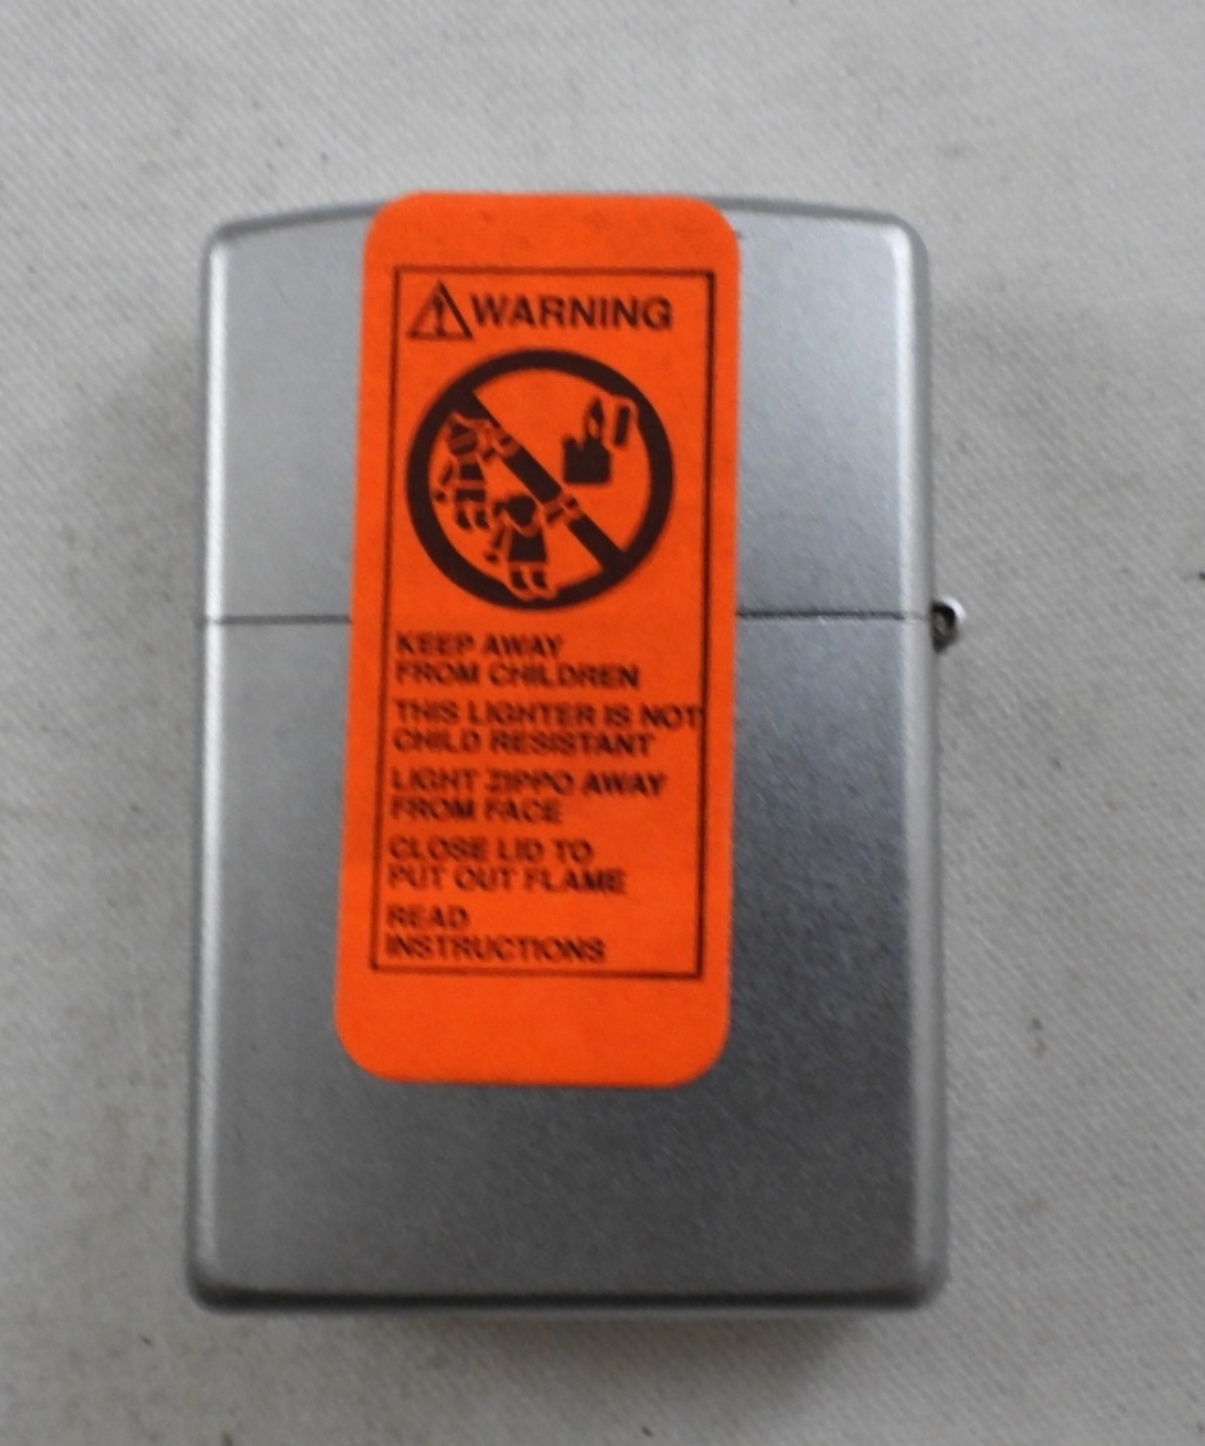 WARNING
KEEP AWAY
FROM CHILDREN
THIS LIGHTER IS NOT
CHILD RESISTANT
LIGHT ZIPPO AWAY
FROM FACE
CLOSE LID TO
PUT OUT FLAME
READ
INSTRUCTIONS